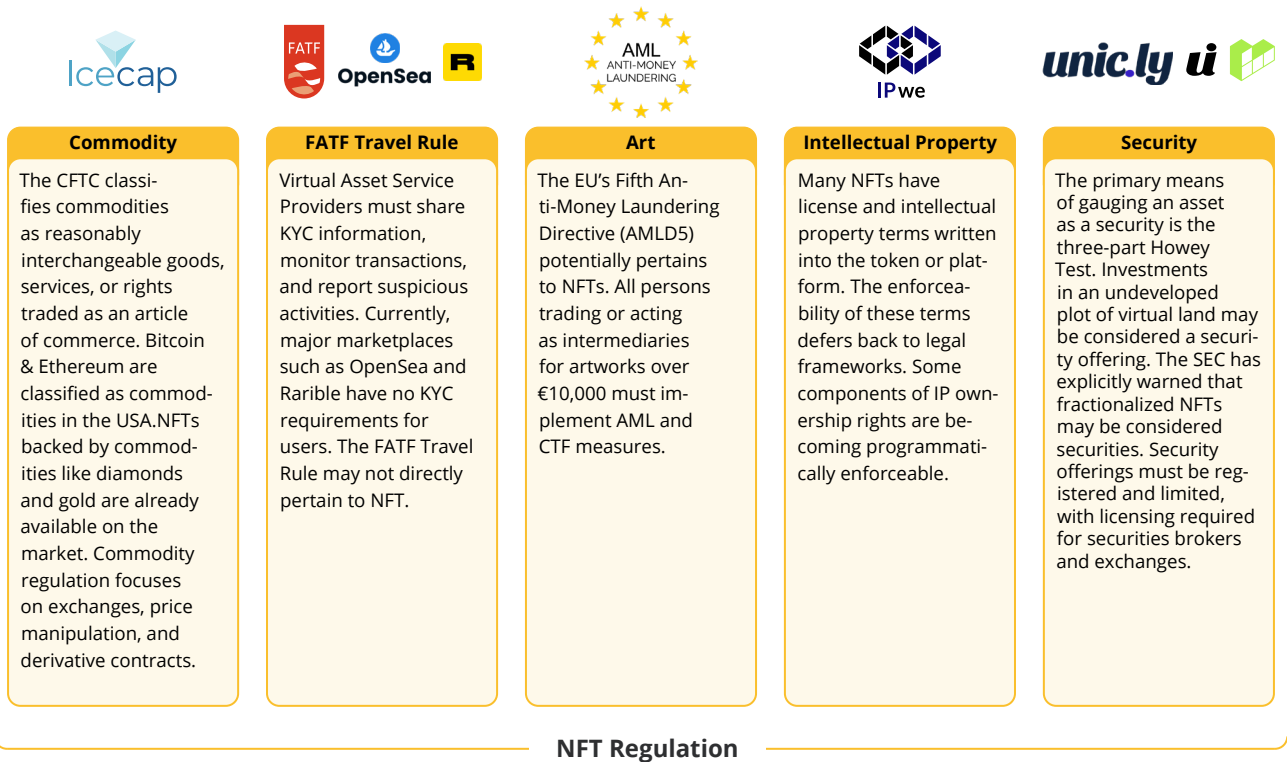 Icecap
FATF
OpenSea
R
AML
ANTI-MONEY
LAUNDERING
IPwe
unic.ly ui
Commodity
The CFTC classi-
fies commodities
as reasonably
interchangeable goods,
services, or rights
traded as an article
of commerce. Bitcoin
& Ethereum are
classified as commod-
ities in the USA.NFTs
backed by commod-
ities like diamonds
and gold are already
available on the
market. Commodity
regulation focuses
on exchanges, price
manipulation, and
derivative contracts.
FATF Travel Rule
Virtual Asset Service
Providers must share
KYC information,
monitor transactions,
and report suspicious
activities. Currently,
major marketplaces
such as OpenSea and
Rarible have no KYC
requirements for
users. The FATF Travel
Rule may not directly
pertain to NFT.
Art
The EU’s Fifth An-
ti-Money Laundering
Directive (AMLD5)
potentially pertains
to NFTs. All persons
trading or acting
as intermediaries
for artworks over
€10,000 must im-
plement AML and
CTF measures.
Intellectual Property
Many NFTs have
license and intellectual
property terms written
into the token or plat-
form. The enforcea-
bility of these terms
defers back to legal
frameworks. Some
components of IP own-
ership rights are be-
coming programmati-
cally enforceable.
Security
The primary means
of gauging an asset
as a security is the
three-part Howey
Test. Investments
in an undeveloped
plot of virtual land may
be considered a securi-
ty offering. The SEC has
explicitly warned that
fractionalized NFTs
may be considered
securities. Security
offerings must be reg-
istered and limited,
with licensing required
for securities brokers
and exchanges.
NFT Regulation